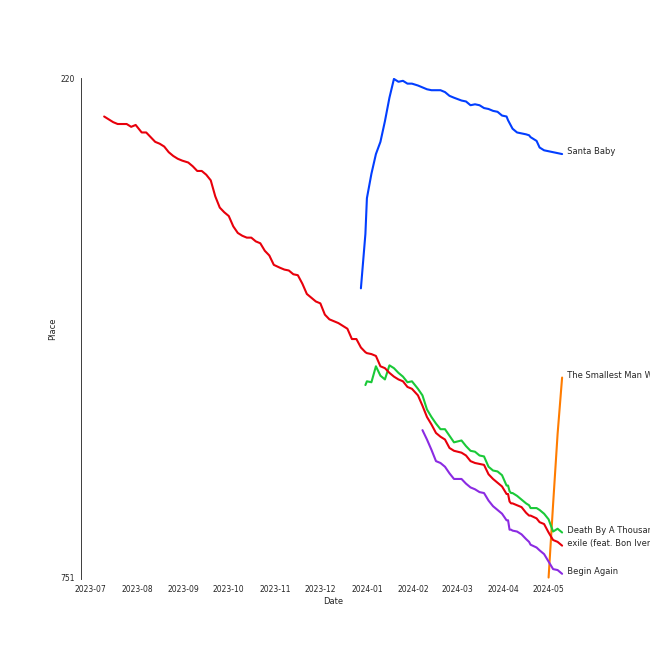 220
Santa Baby
Place
The Smallest Man W
Death By A Thousan
exile (feat. Bon Iver
Begin Again
751
2023-07 2023-08 2023-09 2023-10 2023-11 2023-12 2024-01 2024-02 2024-03 2024-04 2024-05
Date